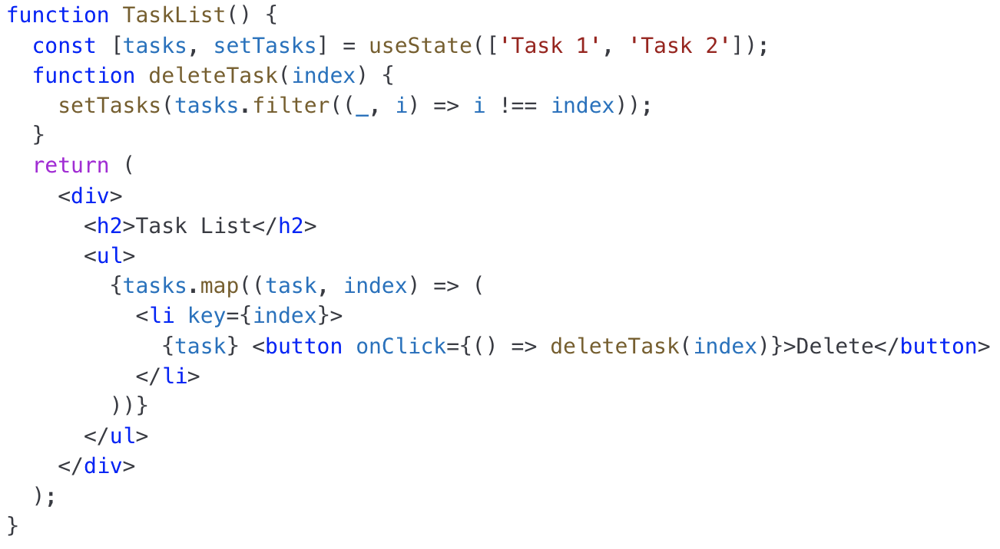 function TaskList() {
  const [tasks, setTasks] = useState(['Task 1', 'Task 2']);
  function deleteTask(index) {
    setTasks(tasks.filter((_, i) => i !== index));
  }
  return (
    <div>
      <h2>Task List</h2>
      <ul>
        {tasks.map((task, index) => (
          <li key={index}>
            {task} <button onClick={() => deleteTask(index)}>Delete</button>
          </li>
        ))}
      </ul>
    </div>
  );
}